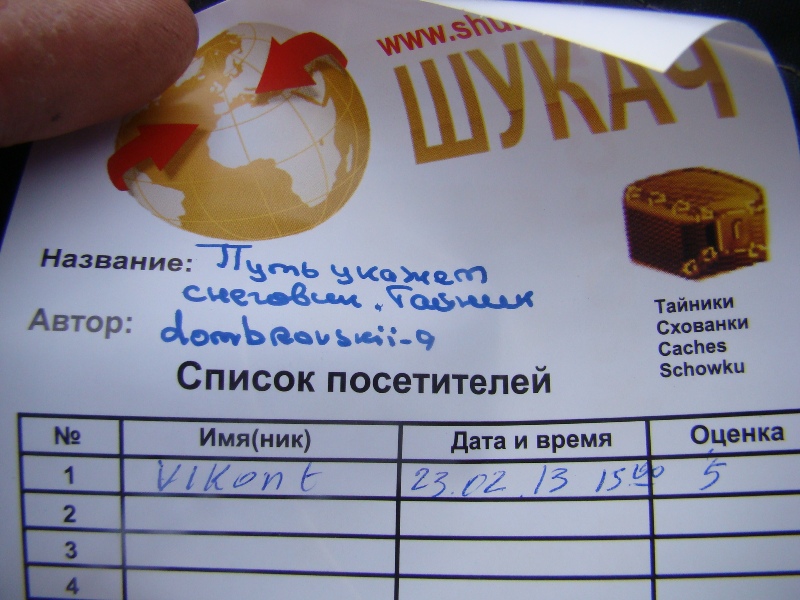 www.shu
ШУКАЧ
Название: Путь укажет
снеговик. Тайник
Автор: dombrovskii-a
Тайники
Схованки
Caches
Schowku
Список посетителей
№ Имя(ник) Дата и время Оценка
1 Vikont 23.02.13 15:00 5
2
3
4